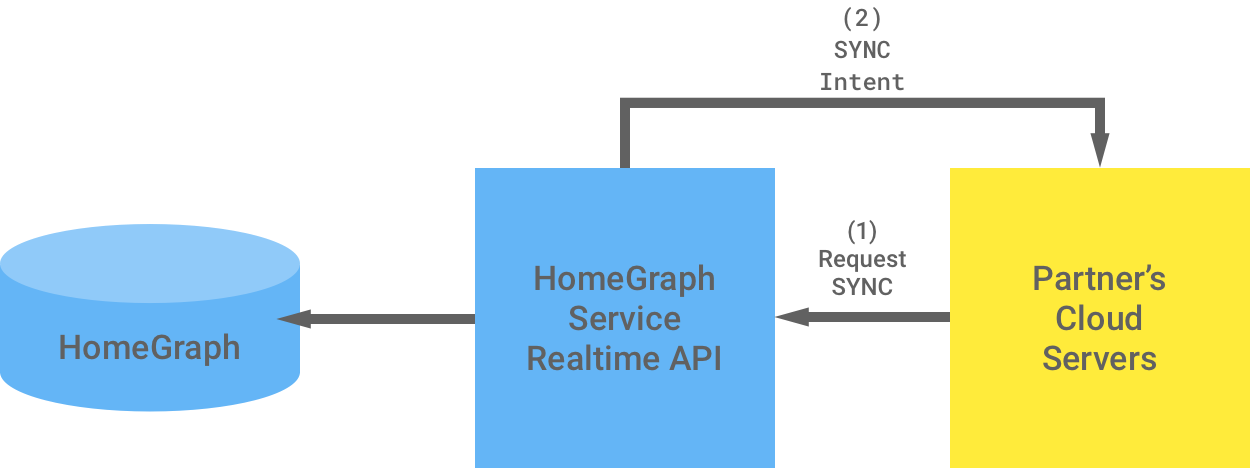 (2)
SYNC
Intent
(1)
Request
SYNC
HomeGraph
HomeGraph
Service
Realtime API
Partner’s
Cloud
Servers